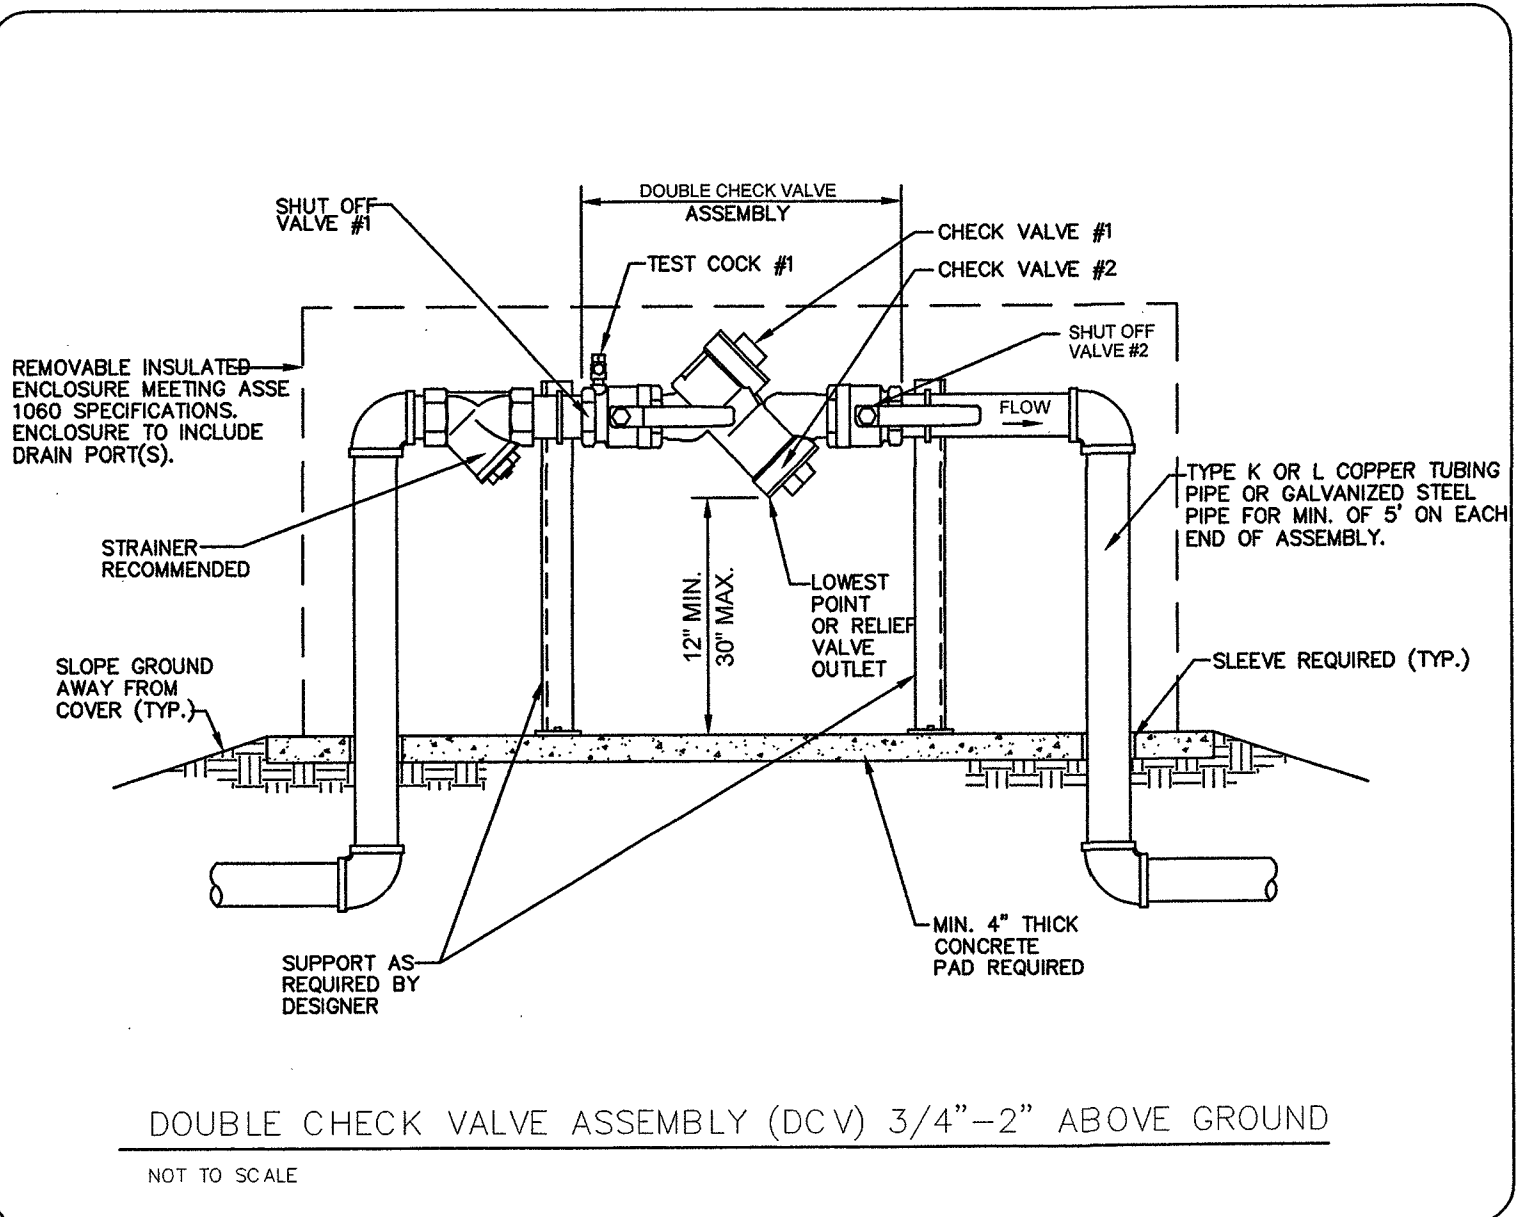 DOUBLE CHECK VALVE
ASSEMBLY
SHUT OFF
VALVE #1
TEST COCK #1
CHECK VALVE #1
CHECK VALVE #2
SHUT OFF
VALVE #2
REMOVABLE INSULATED
ENCLOSURE MEETING ASSE
1060 SPECIFICATIONS.
ENCLOSURE TO INCLUDE
DRAIN PORT(S).
FLOW
TYPE K OR L COPPER TUBING
PIPE OR GALVANIZED STEEL
PIPE FOR MIN. OF 5' ON EACH
END OF ASSEMBLY.
STRAINER
RECOMMENDED
12" MIN.
30" MAX.
LOWEST
POINT
OR RELIEF
VALVE
OUTLET
SLOPE GROUND
AWAY FROM
COVER (TYP.)
SLEEVE REQUIRED (TYP.)
SUPPORT AS
REQUIRED BY
DESIGNER
MIN. 4" THICK
CONCRETE
PAD REQUIRED
DOUBLE CHECK VALVE ASSEMBLY (DCV) 3/4"-2" ABOVE GROUND
NOT TO SCALE